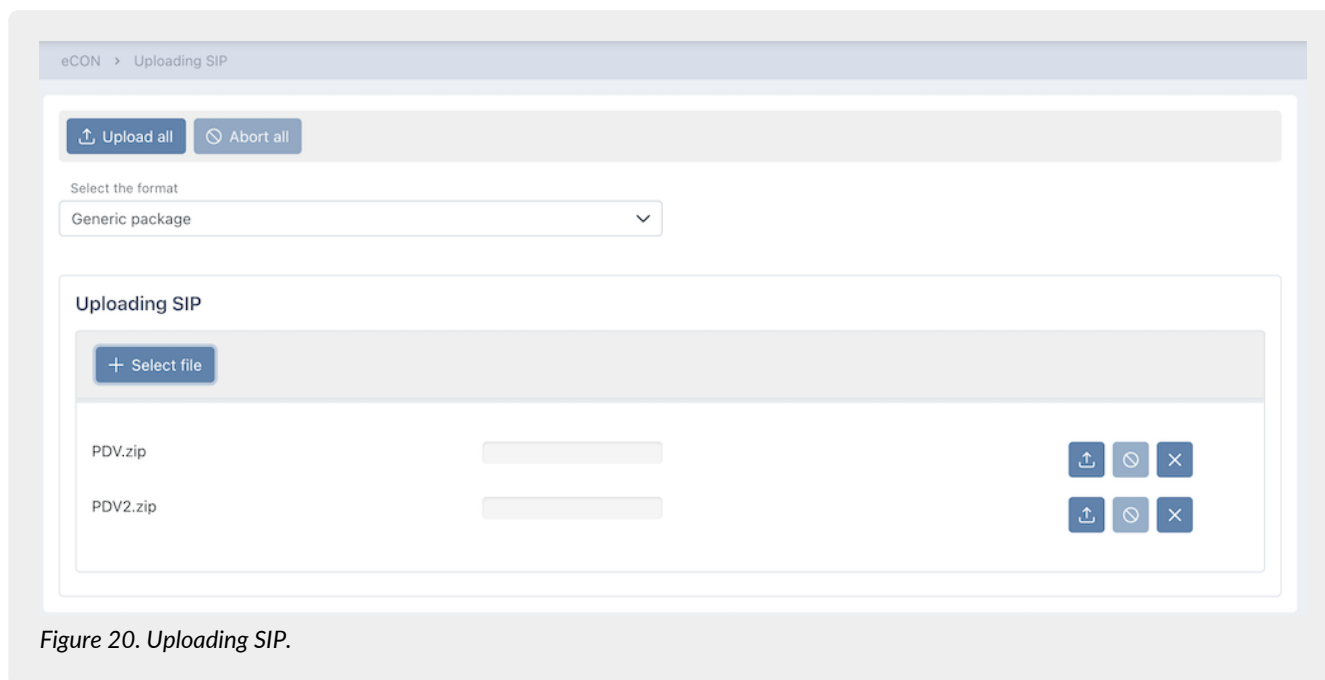 eCON > Uploading SIP
Upload all Abort all
Select the format
Generic package
Uploading SIP
+ Select file
PDV.zip
PDV2.zip
Figure 20. Uploading SIP.